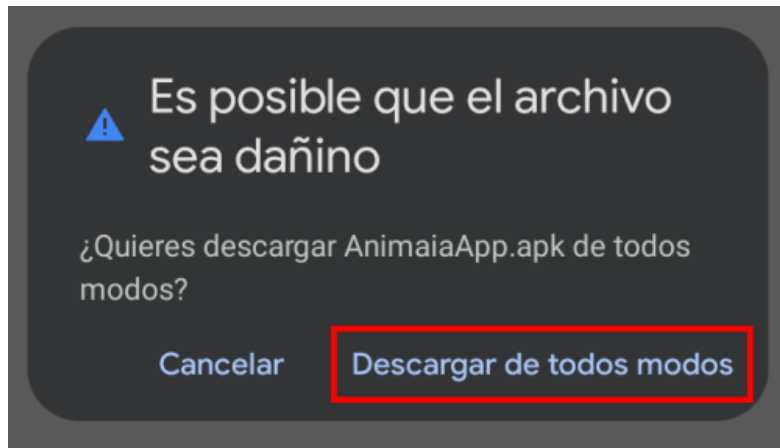 Es posible que el archivo
sea dañino
¿Quieres descargar AnimaiaApp.apk de todos
modos?
Cancelar
Descargar de todos modos